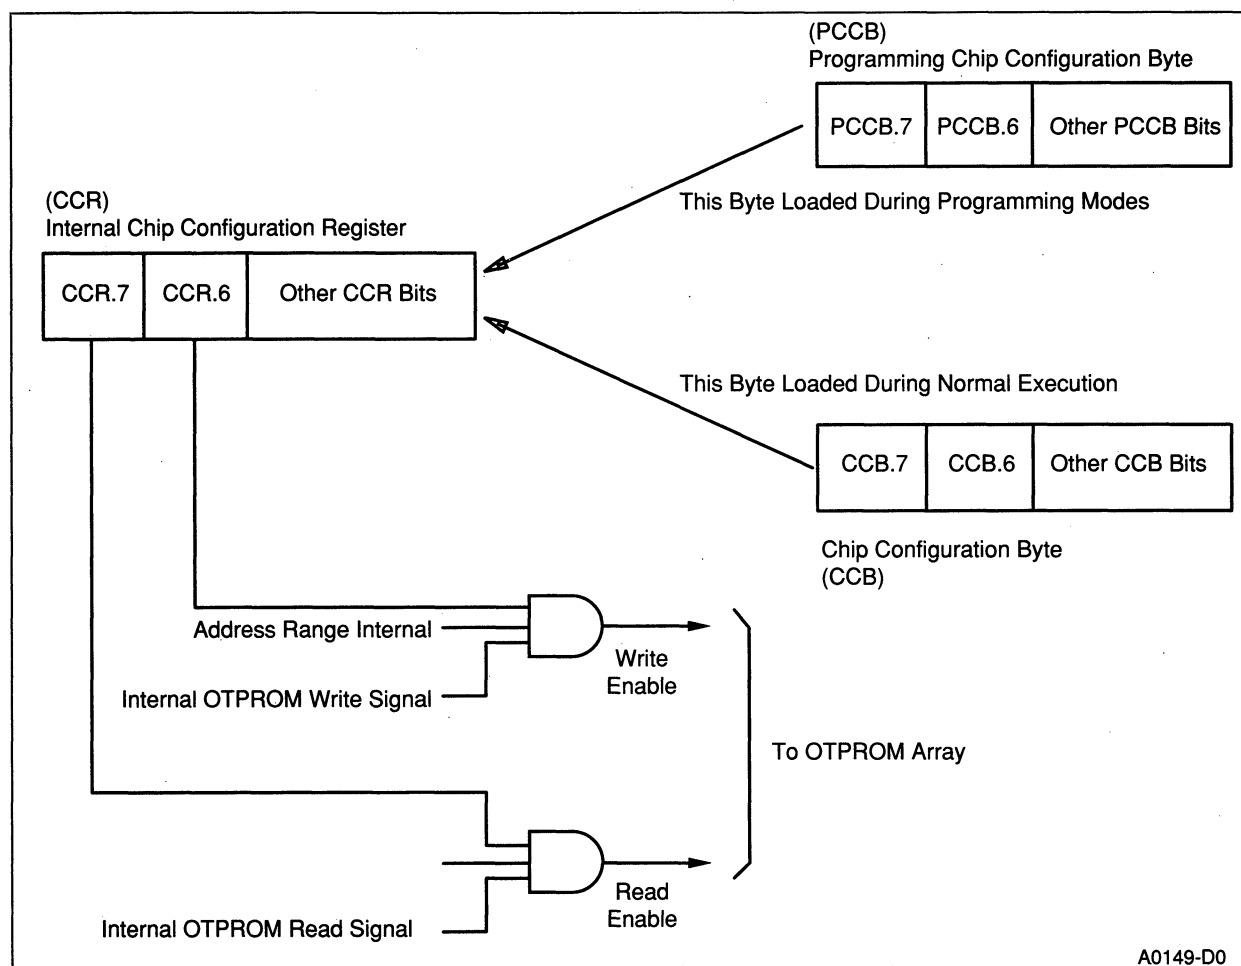 (PCCB)
Programming Chip Configuration Byte
PCCB.7 PCCB.6 Other PCCB Bits
This Byte Loaded During Programming Modes
(CCR)
Internal Chip Configuration Register
CCR.7 CCR.6 Other CCR Bits
This Byte Loaded During Normal Execution
CCB.7 CCB.6 Other CCB Bits
Chip Configuration Byte
(CCB)
Address Range Internal
Write
Enable
Internal OTPROM Write Signal
To OTPROM Array
Read
Enable
Internal OTPROM Read Signal
A0149-D0